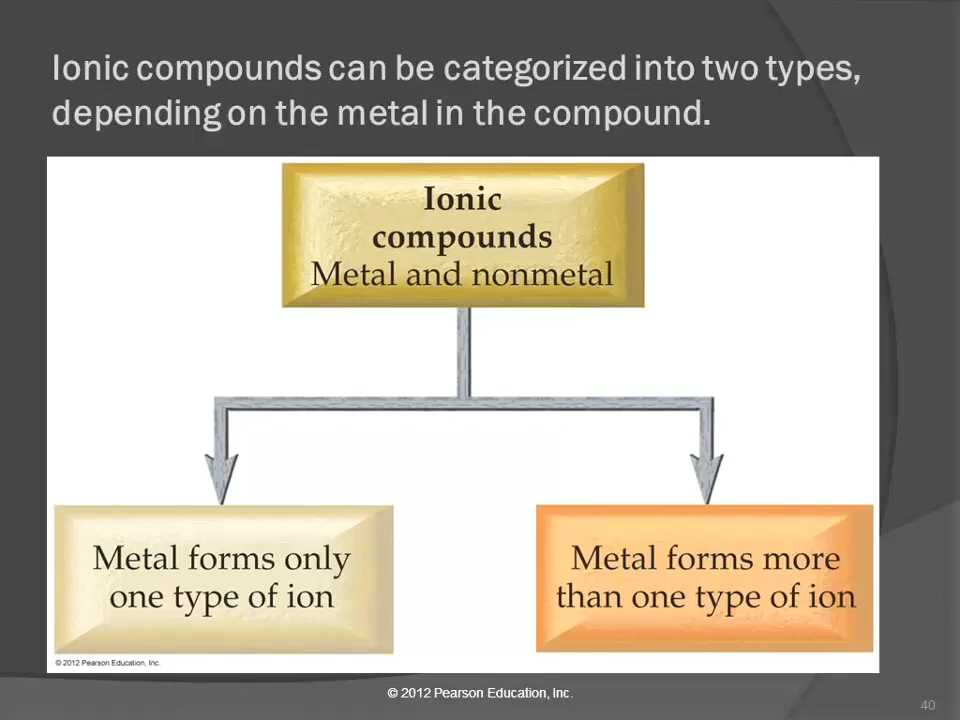 Ionic compounds can be categorized into two types,
depending on the metal in the compound.
Ionic
compounds
Metal and nonmetal
Metal forms only
one type of ion
Metal forms more
than one type of ion
© 2012 Pearson Education, Inc.
© 2012 Pearson Education, Inc.
40